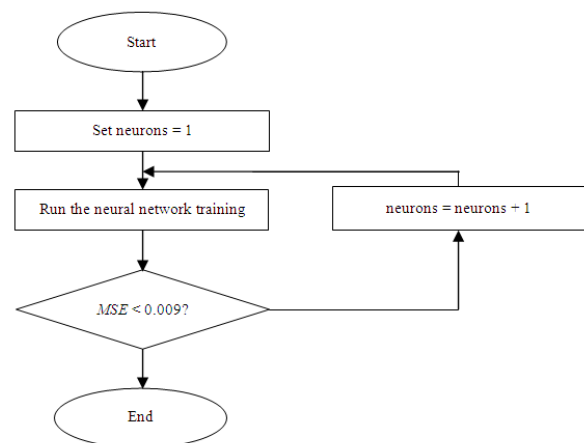 Start
Set neurons = 1
Run the neural network training
neurons = neurons + 1
MSE < 0.009?
End